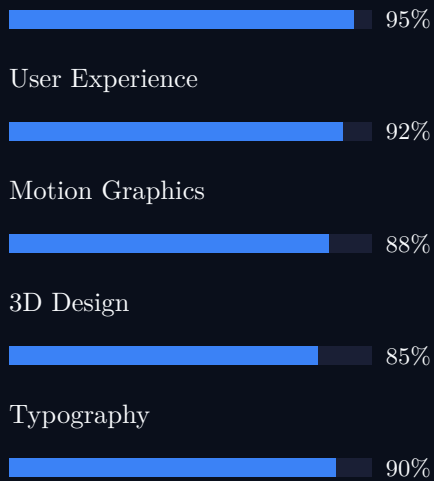 95%
User Experience
92%
Motion Graphics
88%
3D Design
85%
Typography
90%